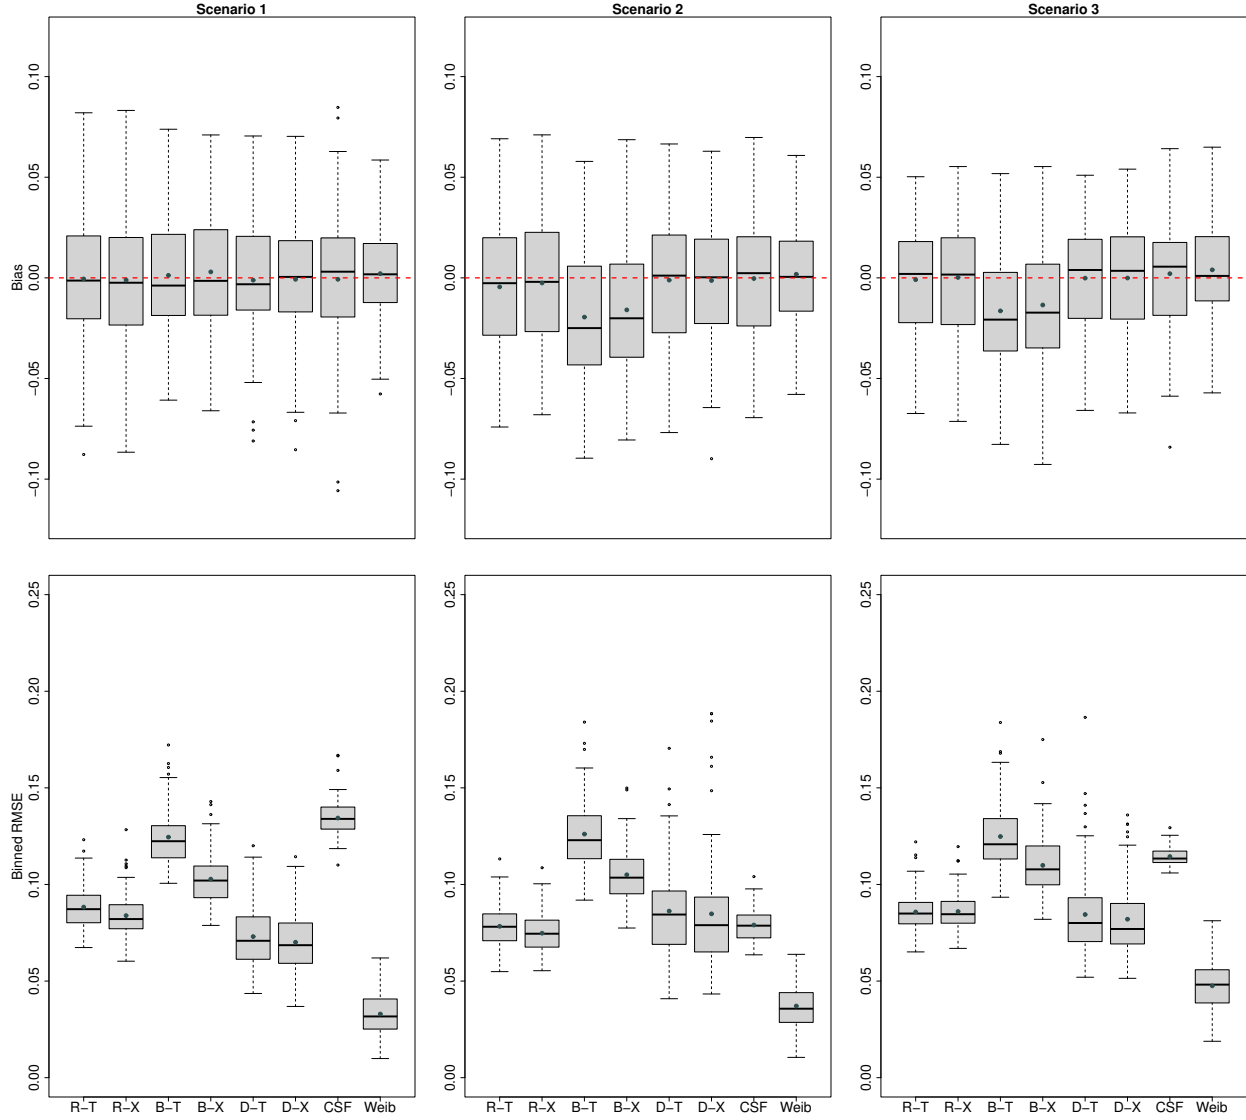 Scenario 1 Scenario 2 Scenario 3
Bias
0.10 0.10 0.10
0.05 0.05 0.05
0.00 0.00 0.00
−0.05 −0.05 −0.05
−0.10 −0.10 −0.10
Binned RMSE
0.25 0.25 0.25
0.20 0.20 0.20
0.15 0.15 0.15
0.10 0.10 0.10
0.05 0.05 0.05
0.00 0.00 0.00
R−T R−X B−T B−X D−T D−X CSF Weib R−T R−X B−T B−X D−T D−X CSF Weib R−T R−X B−T B−X D−T D−X CSF Weib